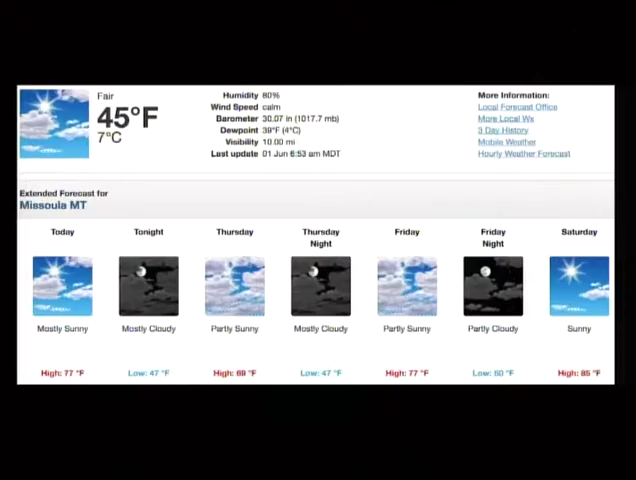 Fair
45°F
7°C
Humidity 80%
Wind Speed calm
Barometer 30.07 in (1017.7 mb)
Dewpoint 39°F (4°C)
Visibility 10.00 mi
Last update 01 Jun 6:53 am MDT
More Information:
Local Forecast Office
More Local Wx
3 Day History
Mobile Weather
Hourly Weather Forecast
Extended Forecast for
Missoula MT
Today Tonight Thursday Thursday Night Friday Friday Night Saturday
Mostly Sunny Mostly Cloudy Partly Sunny Mostly Cloudy Partly Sunny Partly Cloudy Sunny
High: 77 °F Low: 47 °F High: 69 °F Low: 47 °F High: 77 °F Low: 50 °F High: 85 °F